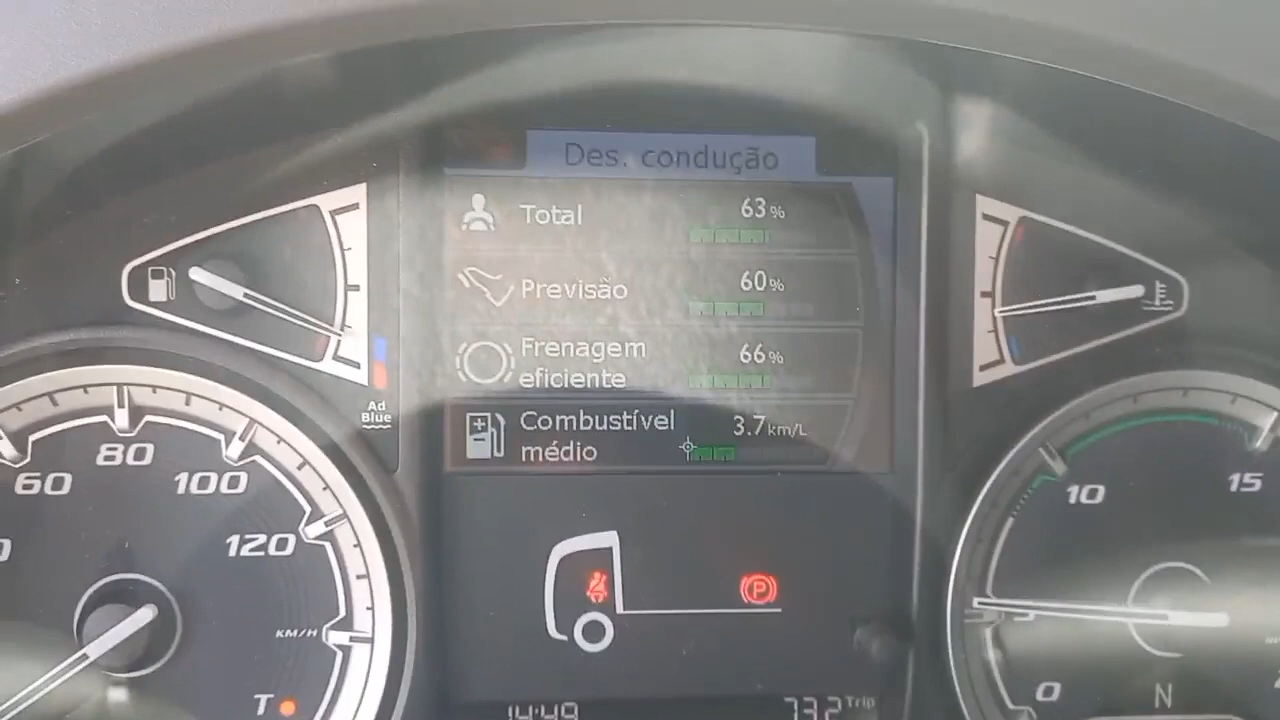 Des. condução
Total 63%
Previsão 60%
Frenagem
eficiente 66%
Combustível
médio 3.7km/L
Ad
Blue
60 80 100 120
KM/H
T
P
10 15
0
N
14:49 732 Trip